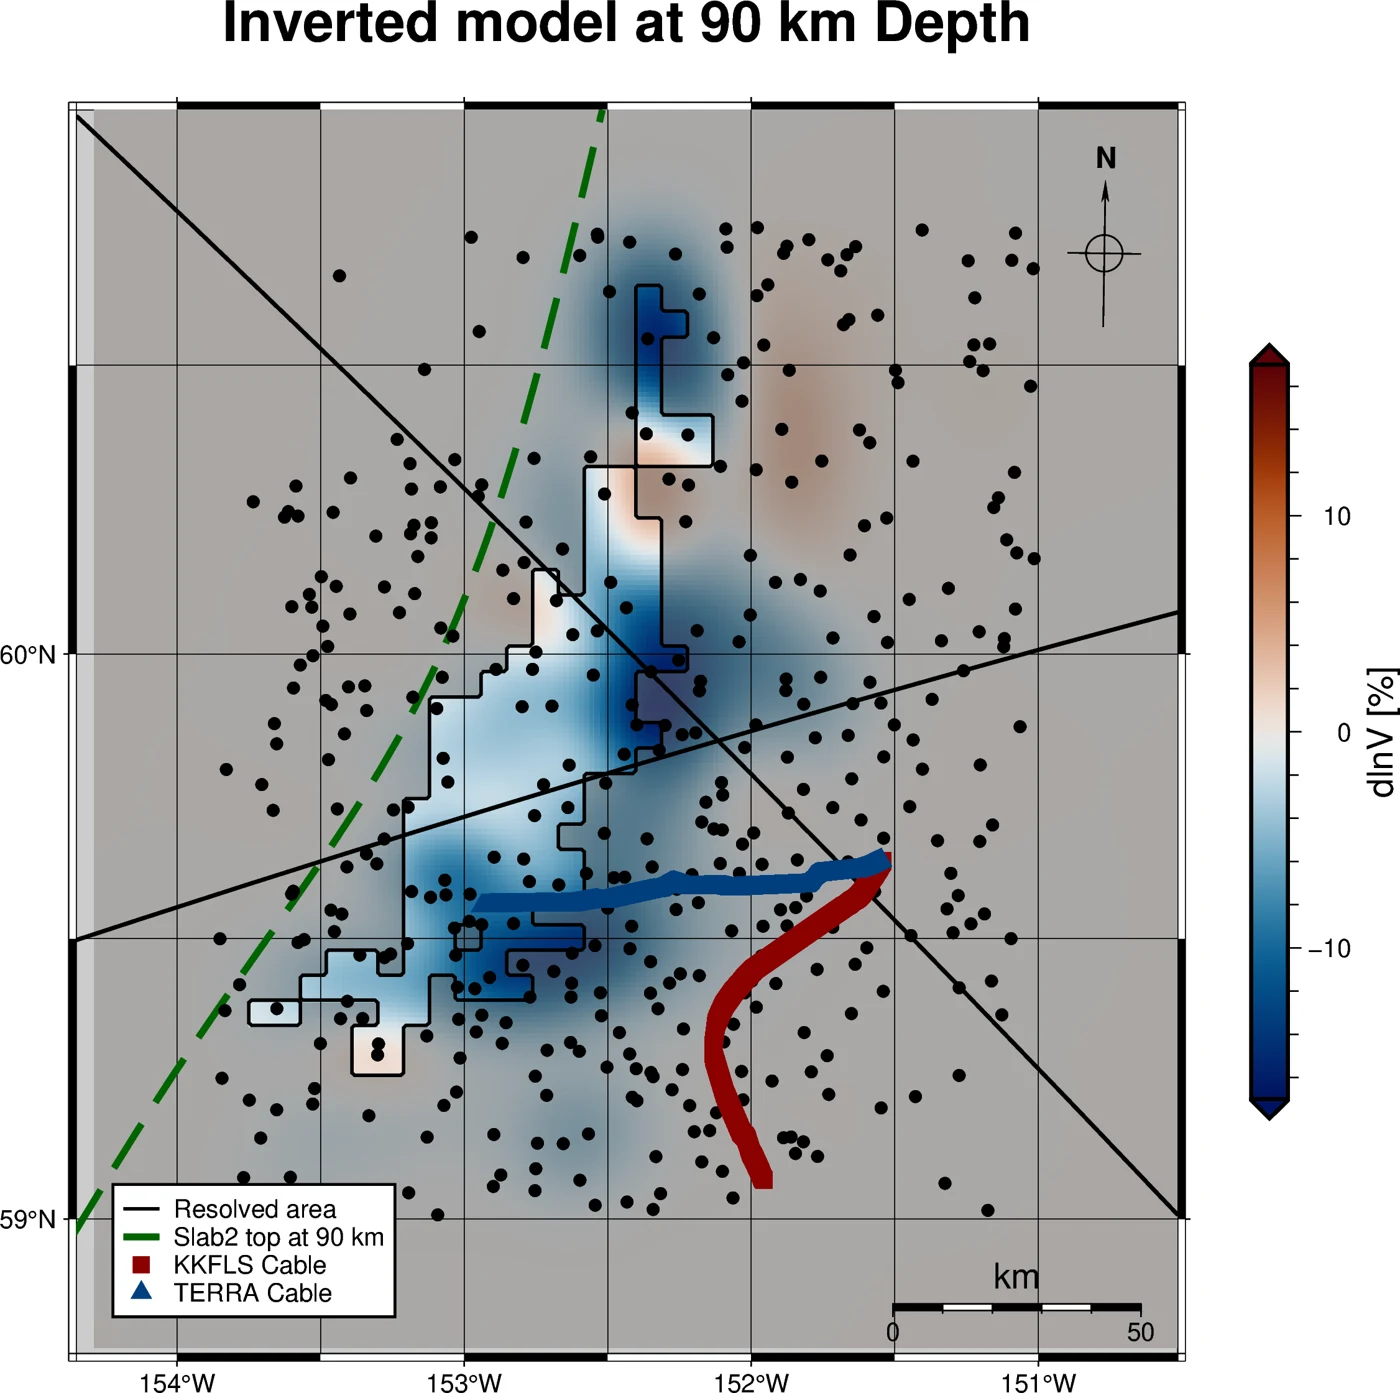 Inverted model at 90 km Depth
N
10
0
−10
dlnV [%]
60°N
59°N
Resolved area
Slab2 top at 90 km
KKFLS Cable
TERRA Cable
km
0 50
154°W 153°W 152°W 151°W